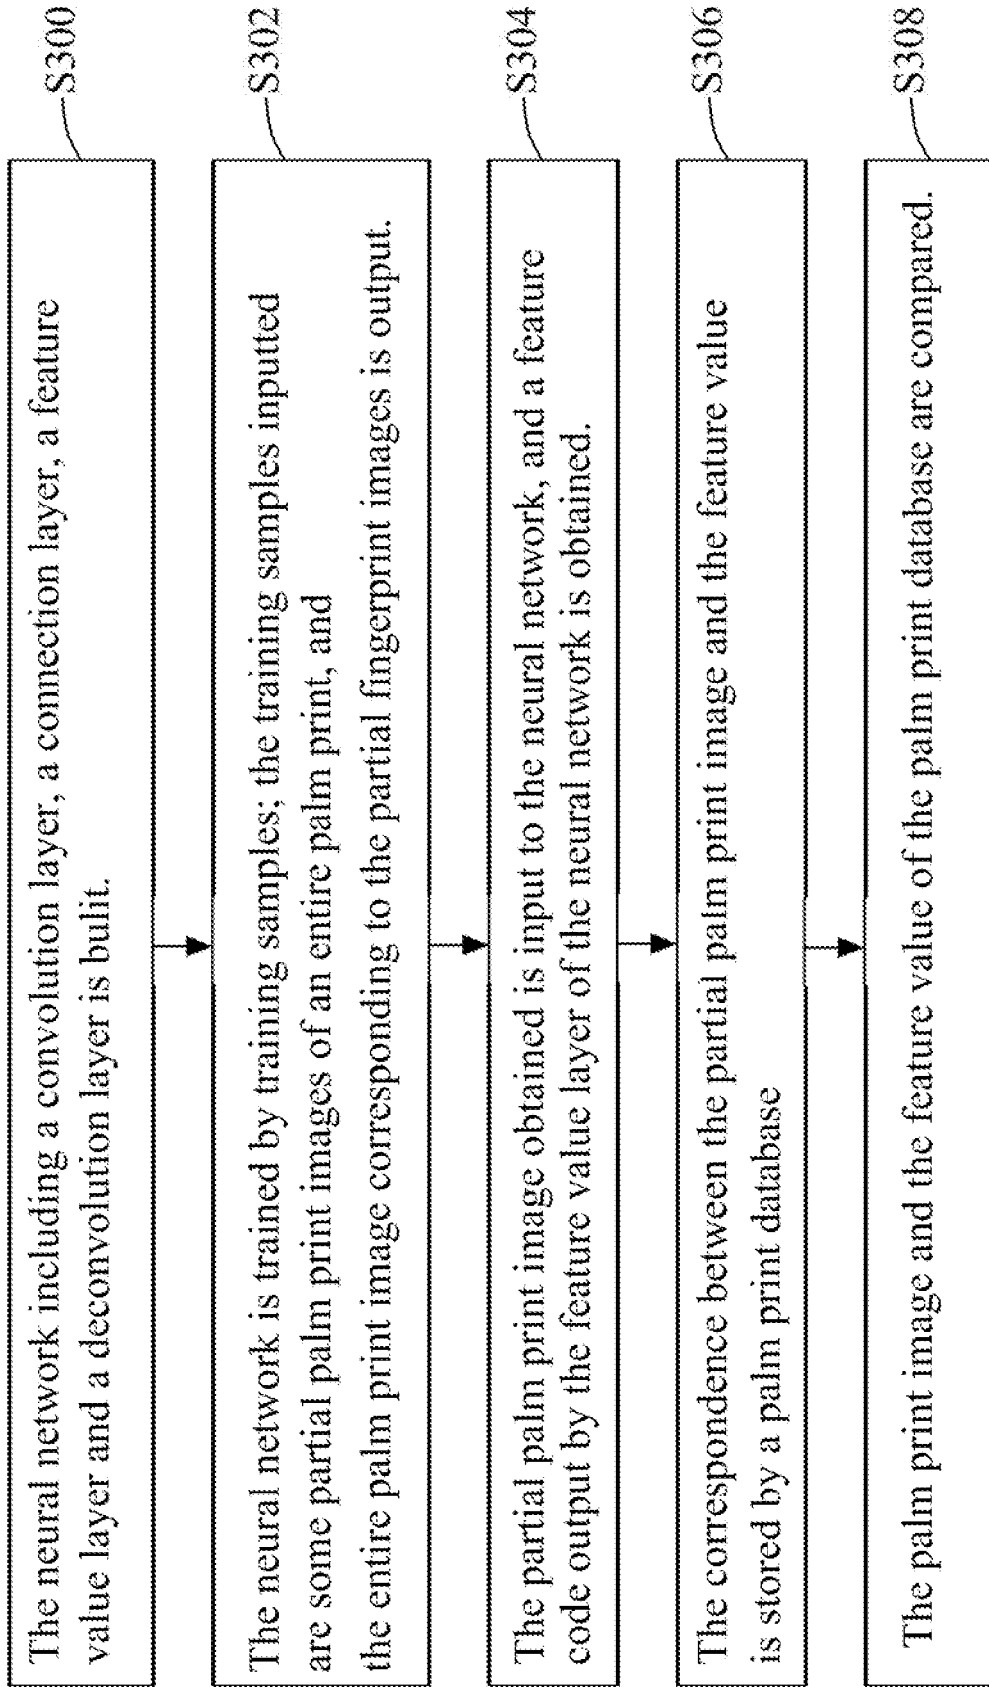 The neural network including a convolution layer, a connection layer, a feature
value layer and a deconvolution layer is bulit.
S300
The neural network is trained by training samples; the training samples inputted
are some partial palm print images of an entire palm print, and
the entire palm print image corresponding to the partial fingerprint images is output.
S302
The partial palm print image obtained is input to the neural network, and a feature
code output by the feature value layer of the neural network is obtained.
S304
The correspondence between the partial palm print image and the feature value
is stored by a palm print database
S306
The palm print image and the feature value of the palm print database are compared.
S308